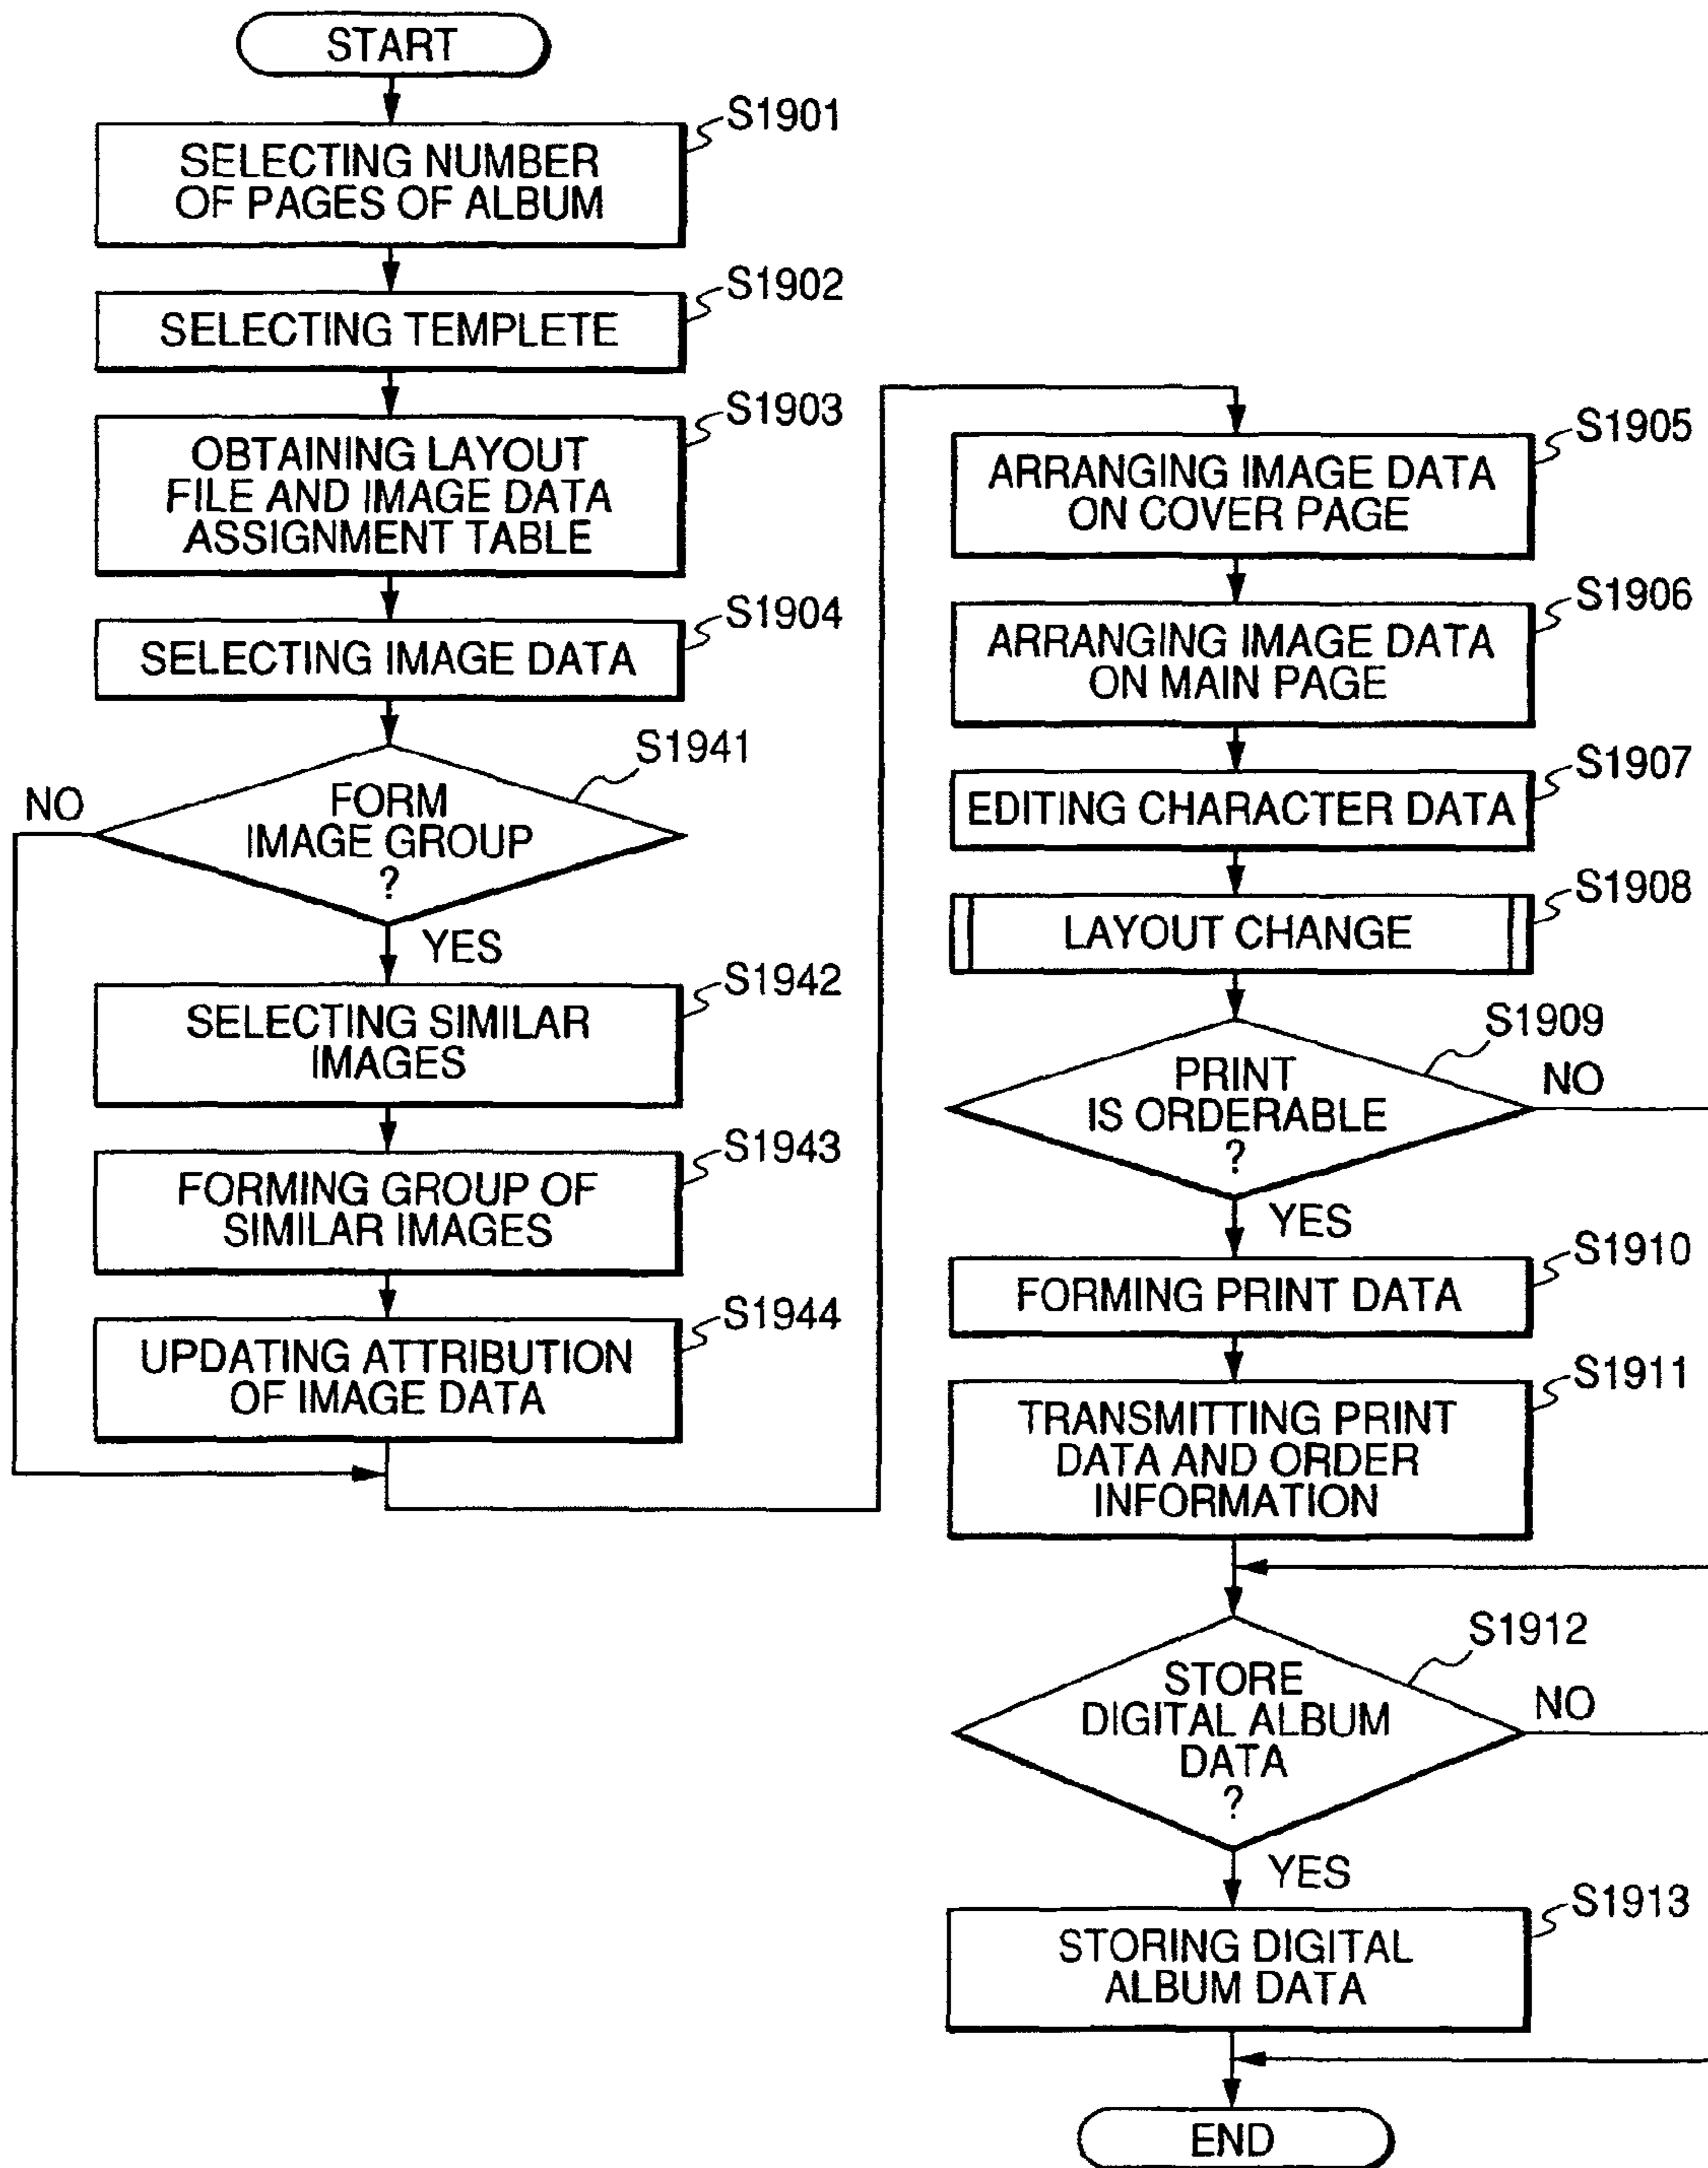 START
S1901
SELECTING NUMBER
OF PAGES OF ALBUM
S1902
SELECTING TEMPLETE
S1903
OBTAINING LAYOUT
FILE AND IMAGE DATA
ASSIGNMENT TABLE
S1904
SELECTING IMAGE DATA
S1941
NO
FORM
IMAGE GROUP
?
YES
S1942
SELECTING SIMILAR
IMAGES
S1943
FORMING GROUP OF
SIMILAR IMAGES
S1944
UPDATING ATTRIBUTION
OF IMAGE DATA
S1905
ARRANGING IMAGE DATA
ON COVER PAGE
S1906
ARRANGING IMAGE DATA
ON MAIN PAGE
S1907
EDITING CHARACTER DATA
S1908
LAYOUT CHANGE
S1909
PRINT
IS ORDERABLE
?
NO
YES
S1910
FORMING PRINT DATA
S1911
TRANSMITTING PRINT
DATA AND ORDER
INFORMATION
S1912
STORE
DIGITAL ALBUM
DATA
?
NO
YES
S1913
STORING DIGITAL
ALBUM DATA
END